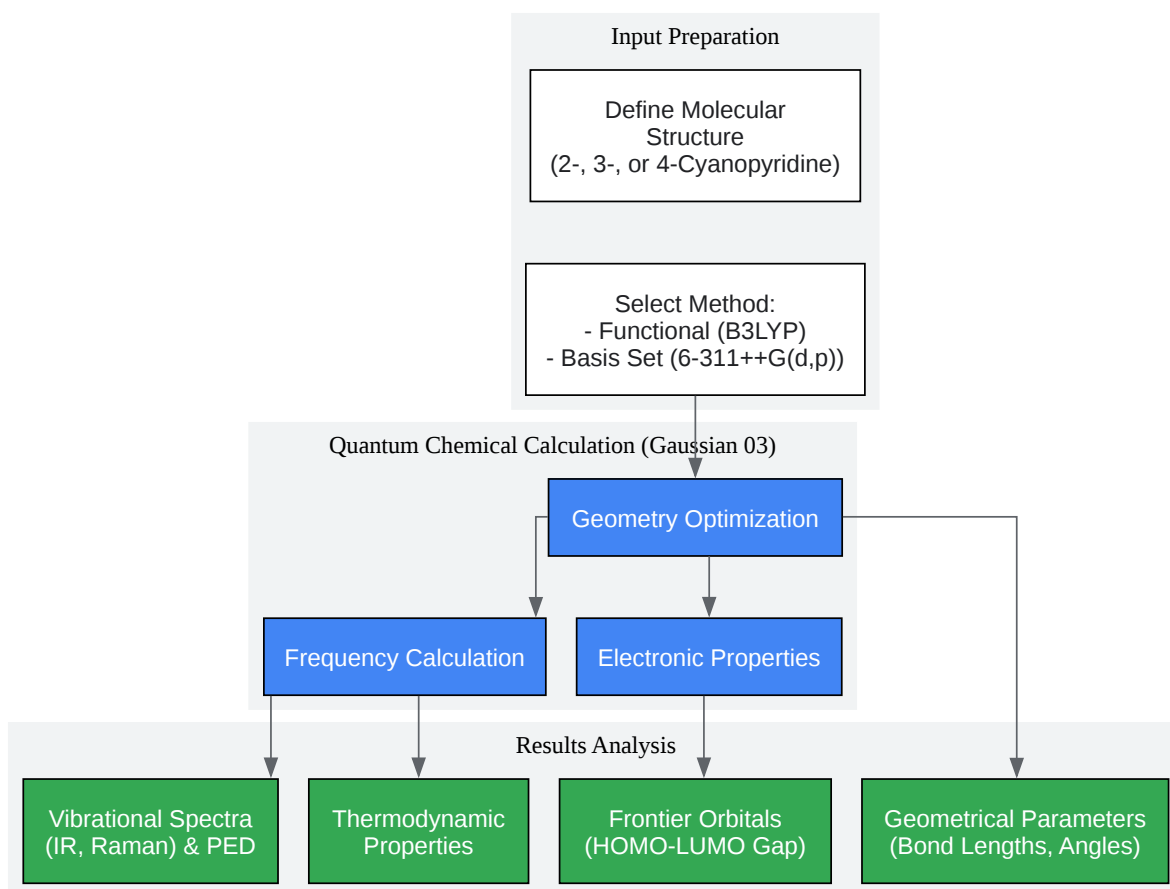 Input Preparation
Define Molecular
Structure
(2-, 3-, or 4-Cyanopyridine)
Select Method:
- Functional (B3LYP)
- Basis Set (6-311++G(d,p))
Quantum Chemical Calculation (Gaussian 03)
Geometry Optimization
Frequency Calculation
Electronic Properties
Results Analysis
Vibrational Spectra
(IR, Raman) & PED
Thermodynamic
Properties
Frontier Orbitals
(HOMO-LUMO Gap)
Geometrical Parameters
(Bond Lengths, Angles)